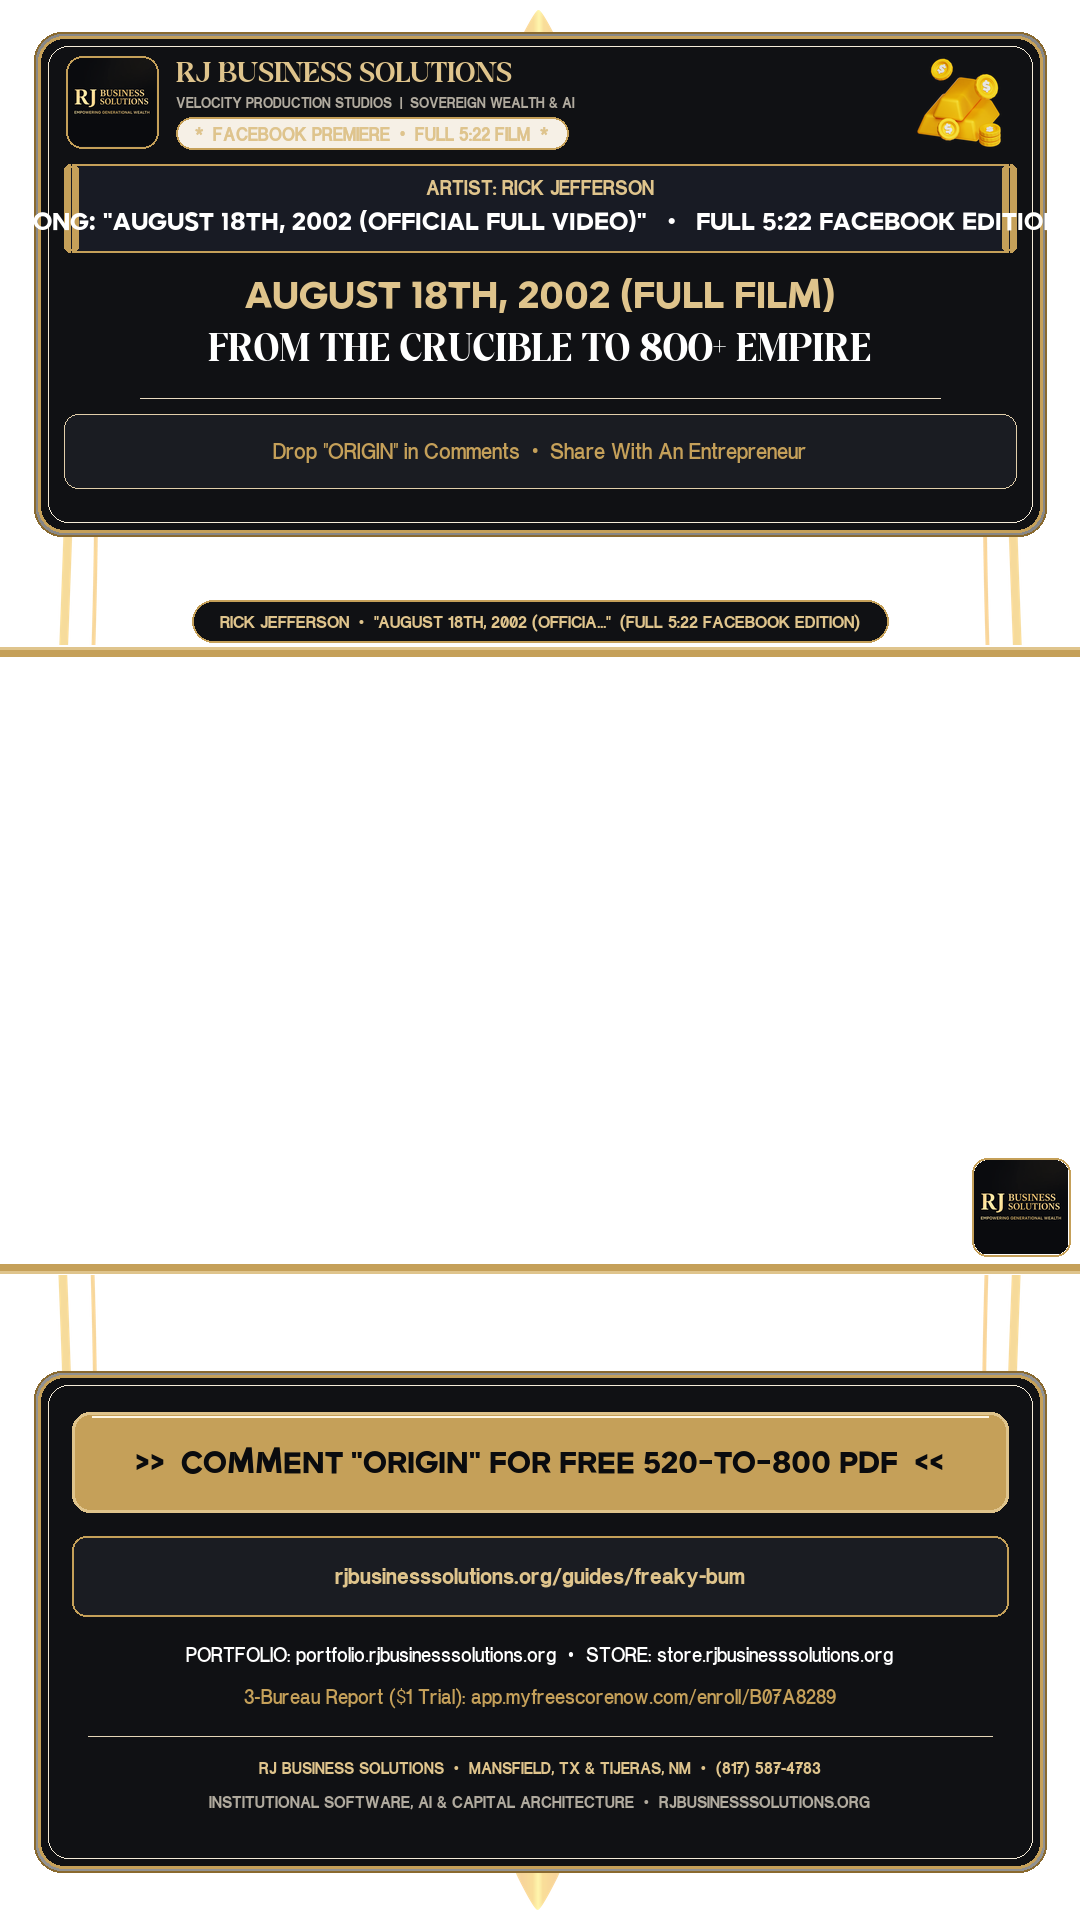 RJ BUSINESS SOLUTIONS
EMPOWERING GENERATIONAL WEALTH
RJ BUSINESS SOLUTIONS
VELOCITY PRODUCTION STUDIOS | SOVEREIGN WEALTH & AI
* FACEBOOK PREMIERE • FULL 5:22 FILM *
ARTIST: RICK JEFFERSON
ONG: "AUGUST 18TH, 2002 (OFFICIAL FULL VIDEO)" • FULL 5:22 FACEBOOK EDITIO
AUGUST 18TH, 2002 (FULL FILM)
FROM THE CRUCIBLE TO 800+ EMPIRE
Drop "ORIGIN" in Comments • Share With An Entrepreneur
RICK JEFFERSON • "AUGUST 18TH, 2002 (OFFICIA..." (FULL 5:22 FACEBOOK EDITION)
RJ BUSINESS SOLUTIONS
EMPOWERING GENERATIONAL WEALTH
>> COMMENT "ORIGIN" FOR FREE 520-TO-800 PDF <<
rjbusinesssolutions.org/guides/freaky-bum
PORTFOLIO: portfolio.rjbusinesssolutions.org • STORE: store.rjbusinesssolutions.org
3-Bureau Report ($1 Trial): app.myfreescorenow.com/enroll/B07A8289
RJ BUSINESS SOLUTIONS • MANSFIELD, TX & TIJERAS, NM • (817) 587-4783
INSTITUTIONAL SOFTWARE, AI & CAPITAL ARCHITECTURE • RJBUSINESSSOLUTIONS.ORG